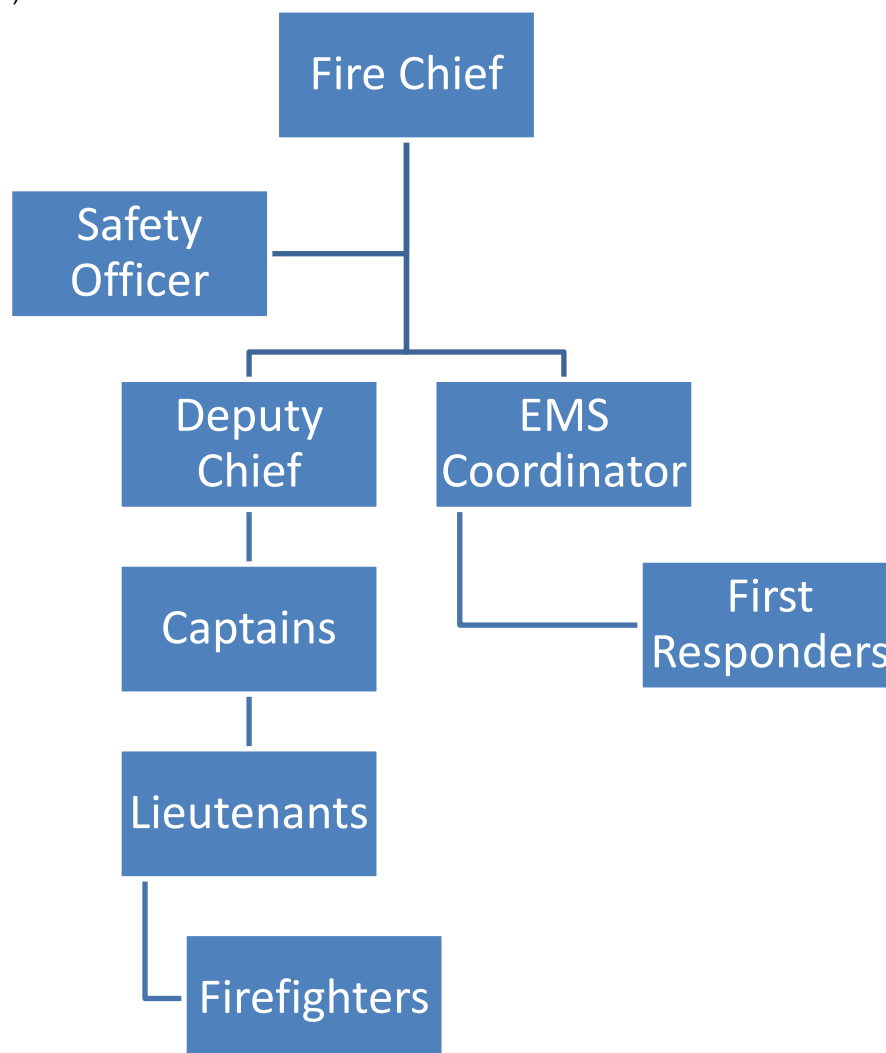 Fire Chief
Safety
Officer
Deputy
Chief
EMS
Coordinator
Captains
First
Responders
Lieutenants
Firefighters